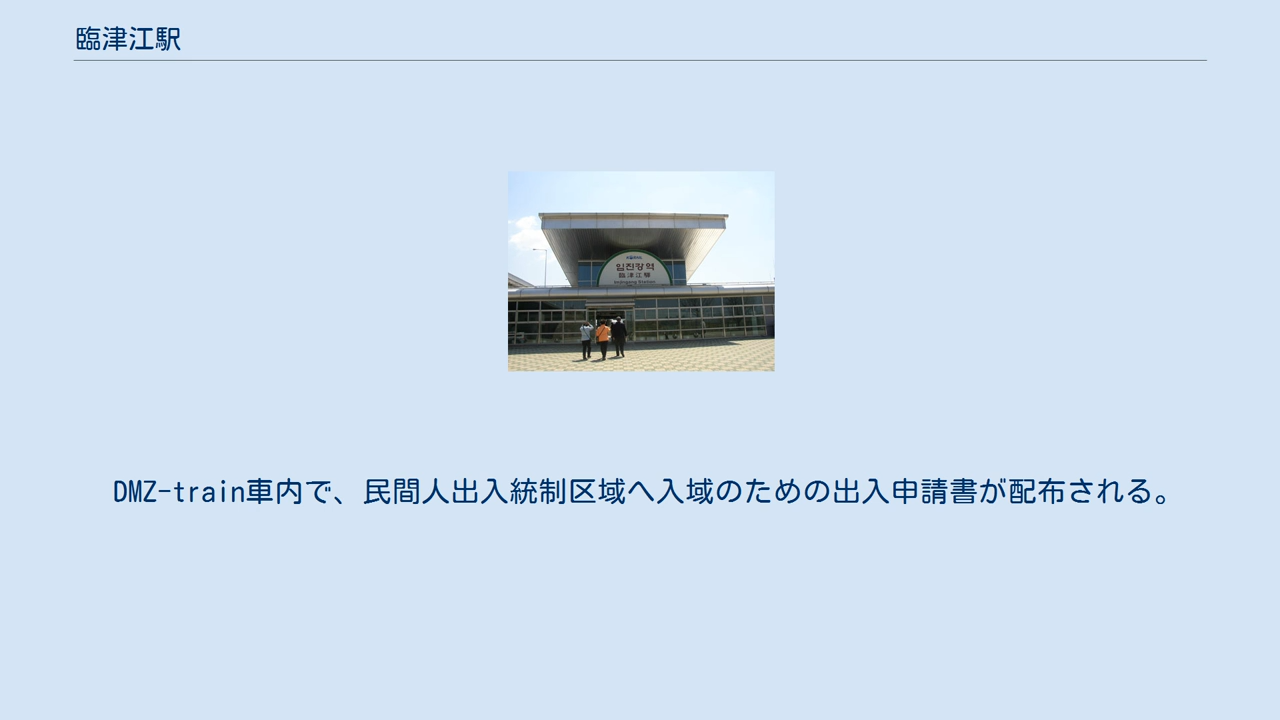 臨津江駅
임진강역
臨津江驛
Imjingang Station
DMZ-train車内で、民間人出入統制区域へ入域のための出入申請書が配布される。